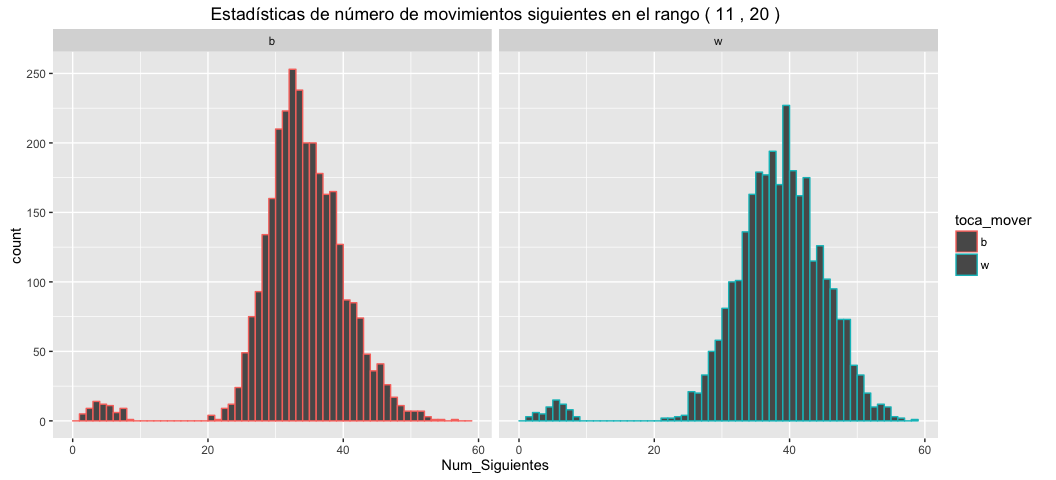 Estadísticas de número de movimientos siguientes en el rango ( 11 , 20 )
b
w
250
200
150
100
50
0
count
0
20
40
60
0
20
40
60
Num_Siguientes
toca_mover
b
w